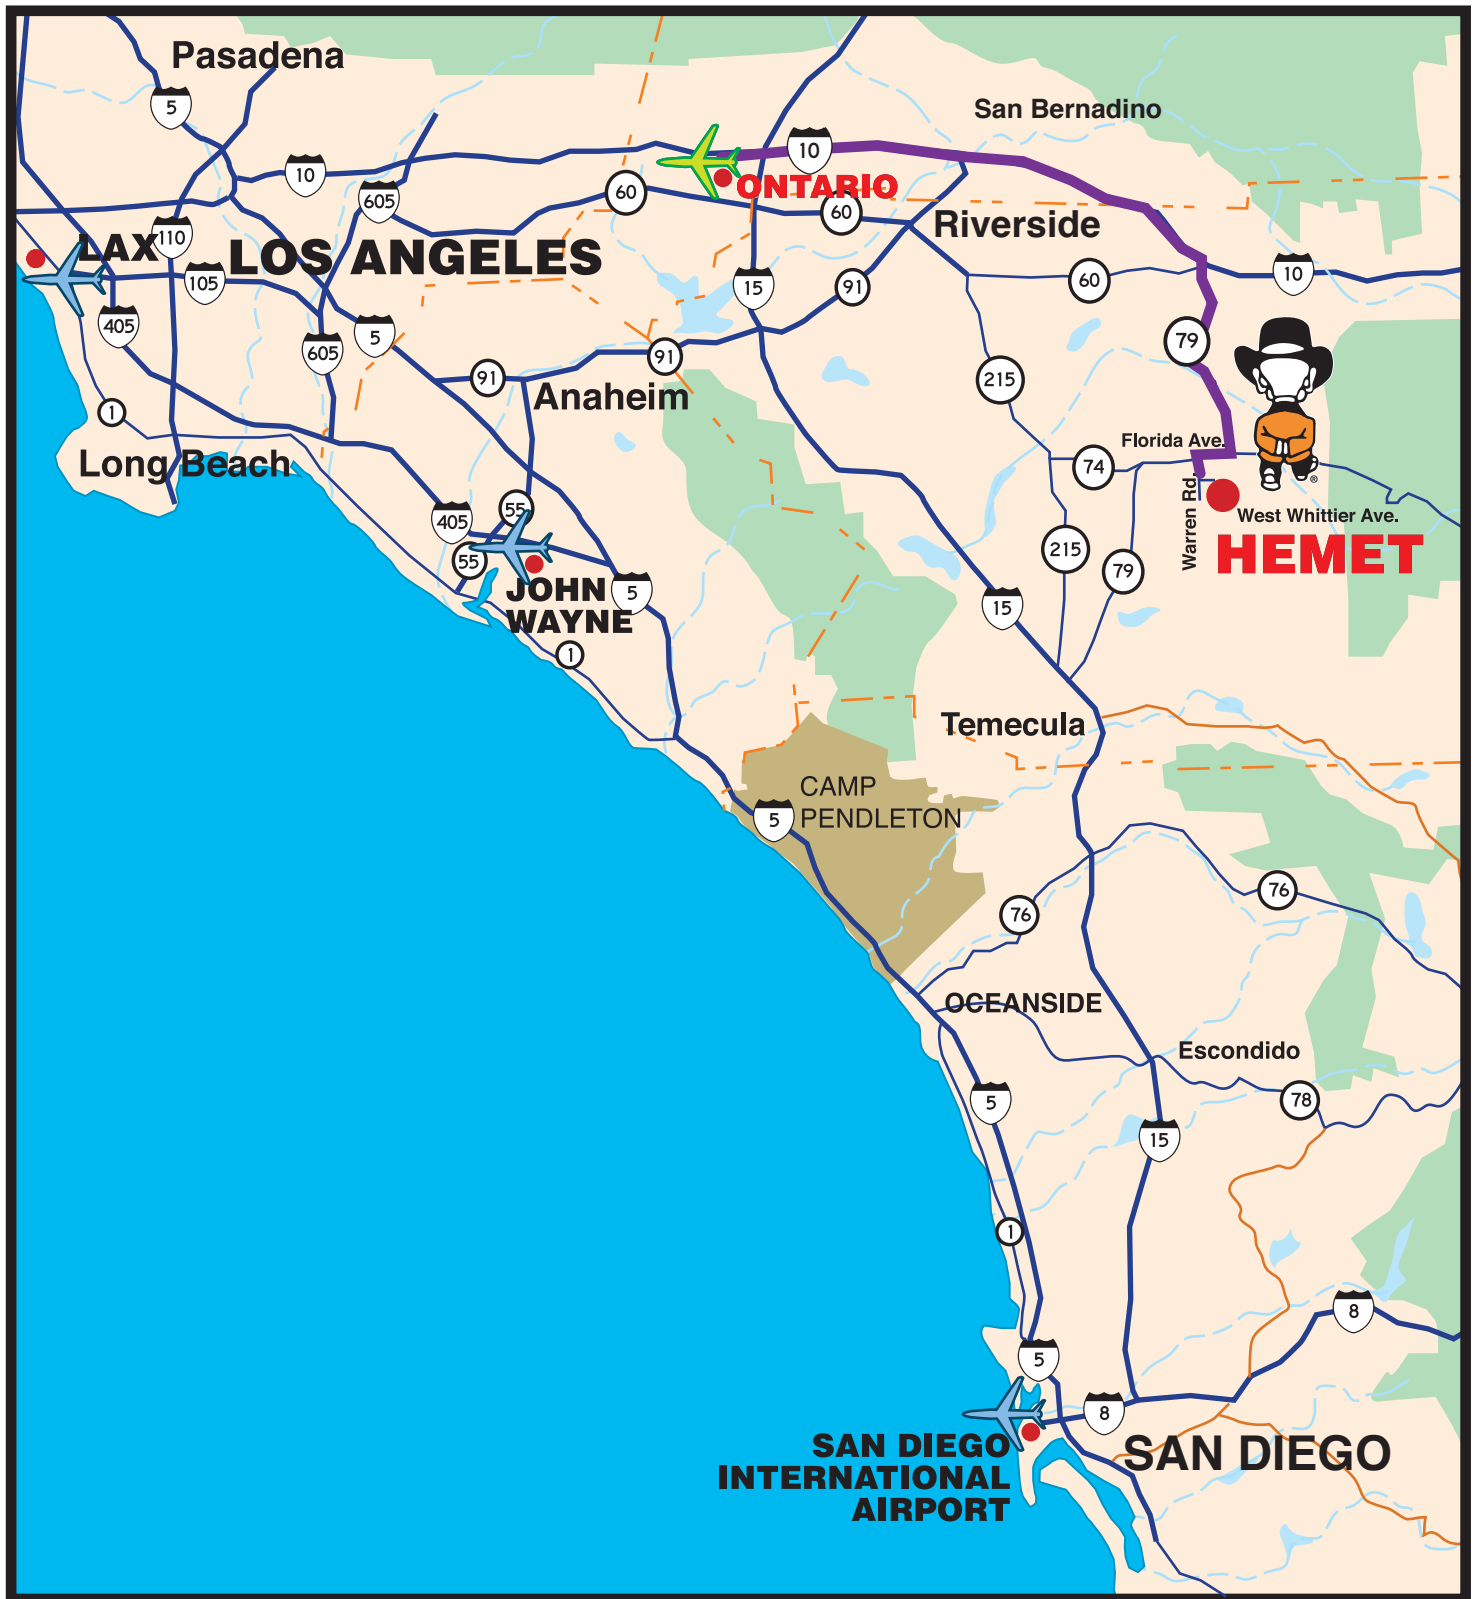 Pasadena
5
San Bernadino
10
10
605
60
ONTARIO
60
Riverside
110
LAX
LOS ANGELES
105
15
91
60
10
405
5
605
91
79
91
215
Anaheim
1
Florida Ave.
74
Long Beach
Warren Rd.
®
West Whittier Ave.
HEMET
55
405
55
JOHN
WAYNE
215
79
5
15
1
Temecula
CAMP
PENDLETON
5
76
76
OCEANSIDE
Escondido
5
78
15
1
8
5
8
SAN DIEGO
INTERNATIONAL
AIRPORT
SAN DIEGO